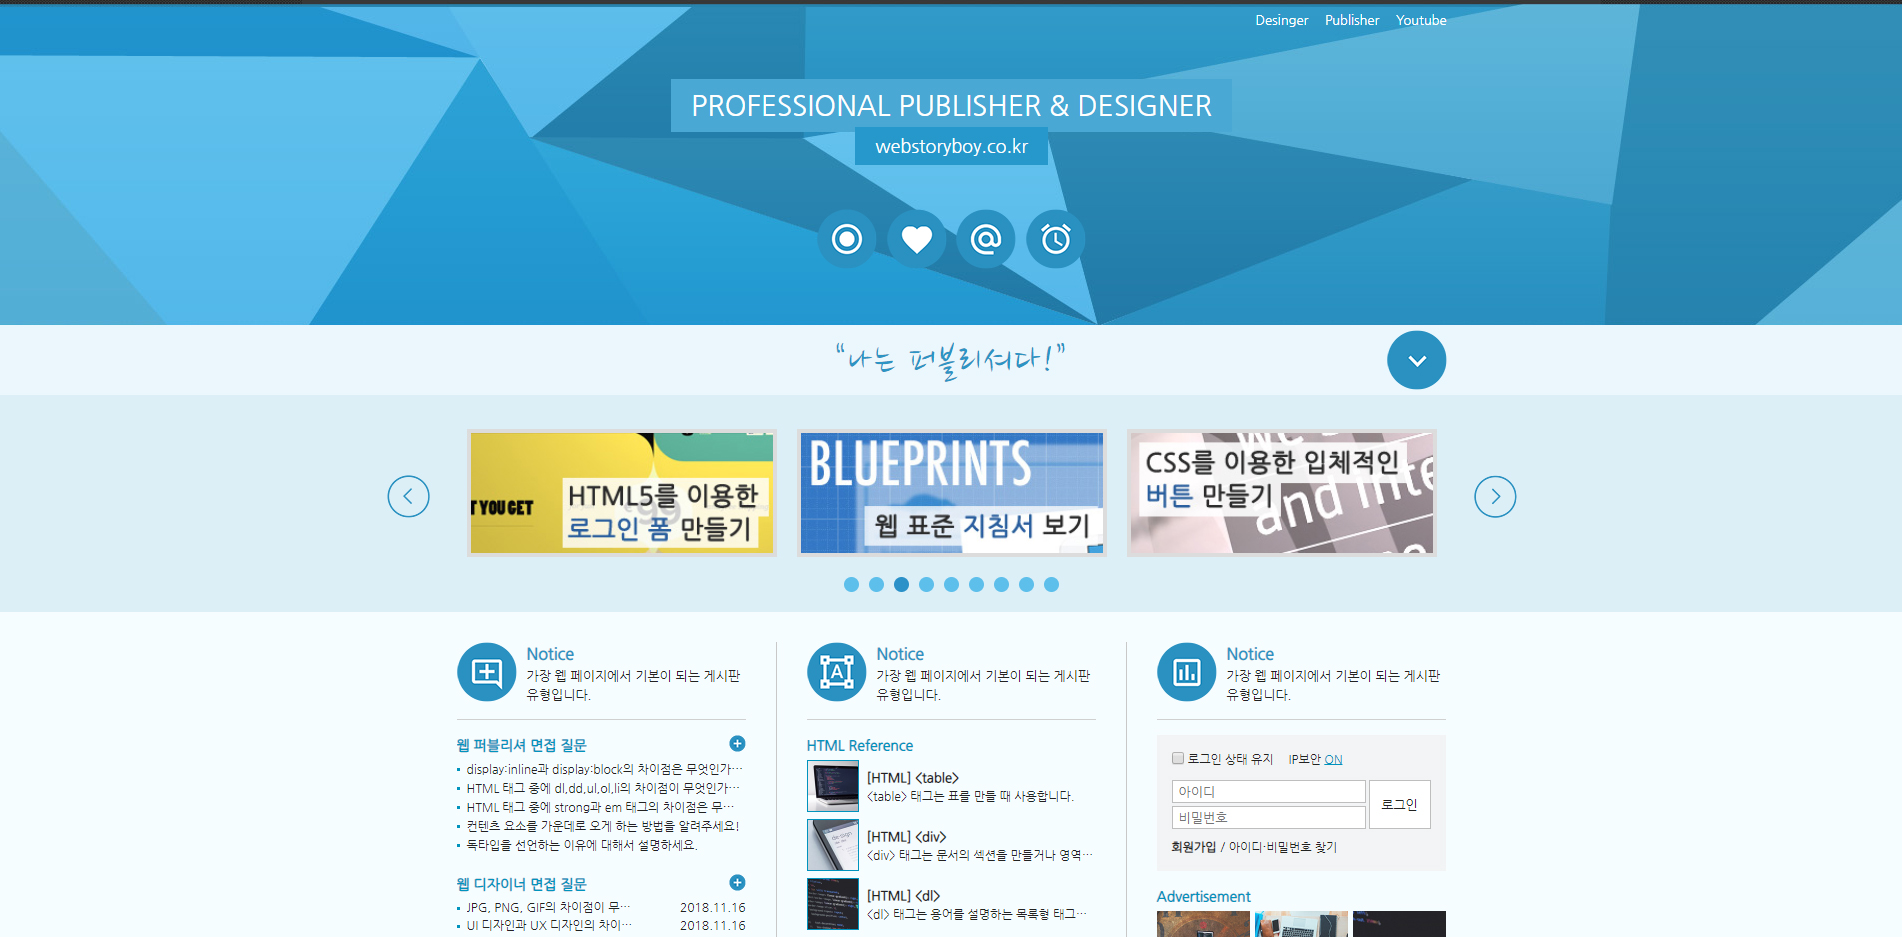 Desinger Publisher Youtube
PROFESSIONAL PUBLISHER & DESIGNER
webstoryboy.co.kr
“나는 퍼블리셔다!”
T YOU GET
HTML5를 이용한
로그인 폼 만들기
BLUEPRINTS
웹 표준 지침서 보기
CSS를 이용한 입체적인
버튼 만들기
and inte
Notice
가장 웹 페이지에서 기본이 되는 게시판
유형입니다.
웹 퍼블리셔 면접 질문
display:inline과 display:block의 차이점은 무엇인가…
HTML 태그 중에 dl,dd,ul,ol,li의 차이점이 무엇인가…
HTML 태그 중에 strong과 em 태그의 차이점은 무…
컨텐츠 요소를 가운데로 오게 하는 방법을 알려주세요!
독타입을 선언하는 이유에 대해서 설명하세요.
웹 디자이너 면접 질문
JPG, PNG, GIF의 차이점이 무… 2018.11.16
UI 디자인과 UX 디자인의 차이… 2018.11.16
Notice
가장 웹 페이지에서 기본이 되는 게시판
유형입니다.
HTML Reference
[HTML] <table>
<table> 태그는 표를 만들 때 사용합니다.
[HTML] <div>
<div> 태그는 문서의 섹션을 만들거나 영역…
[HTML] <dl>
<dl> 태그는 용어를 설명하는 목록형 태그…
Notice
가장 웹 페이지에서 기본이 되는 게시판
유형입니다.
로그인 상태 유지 IP보안 ON
아이디
비밀번호
로그인
회원가입 / 아이디·비밀번호 찾기
Advertisement